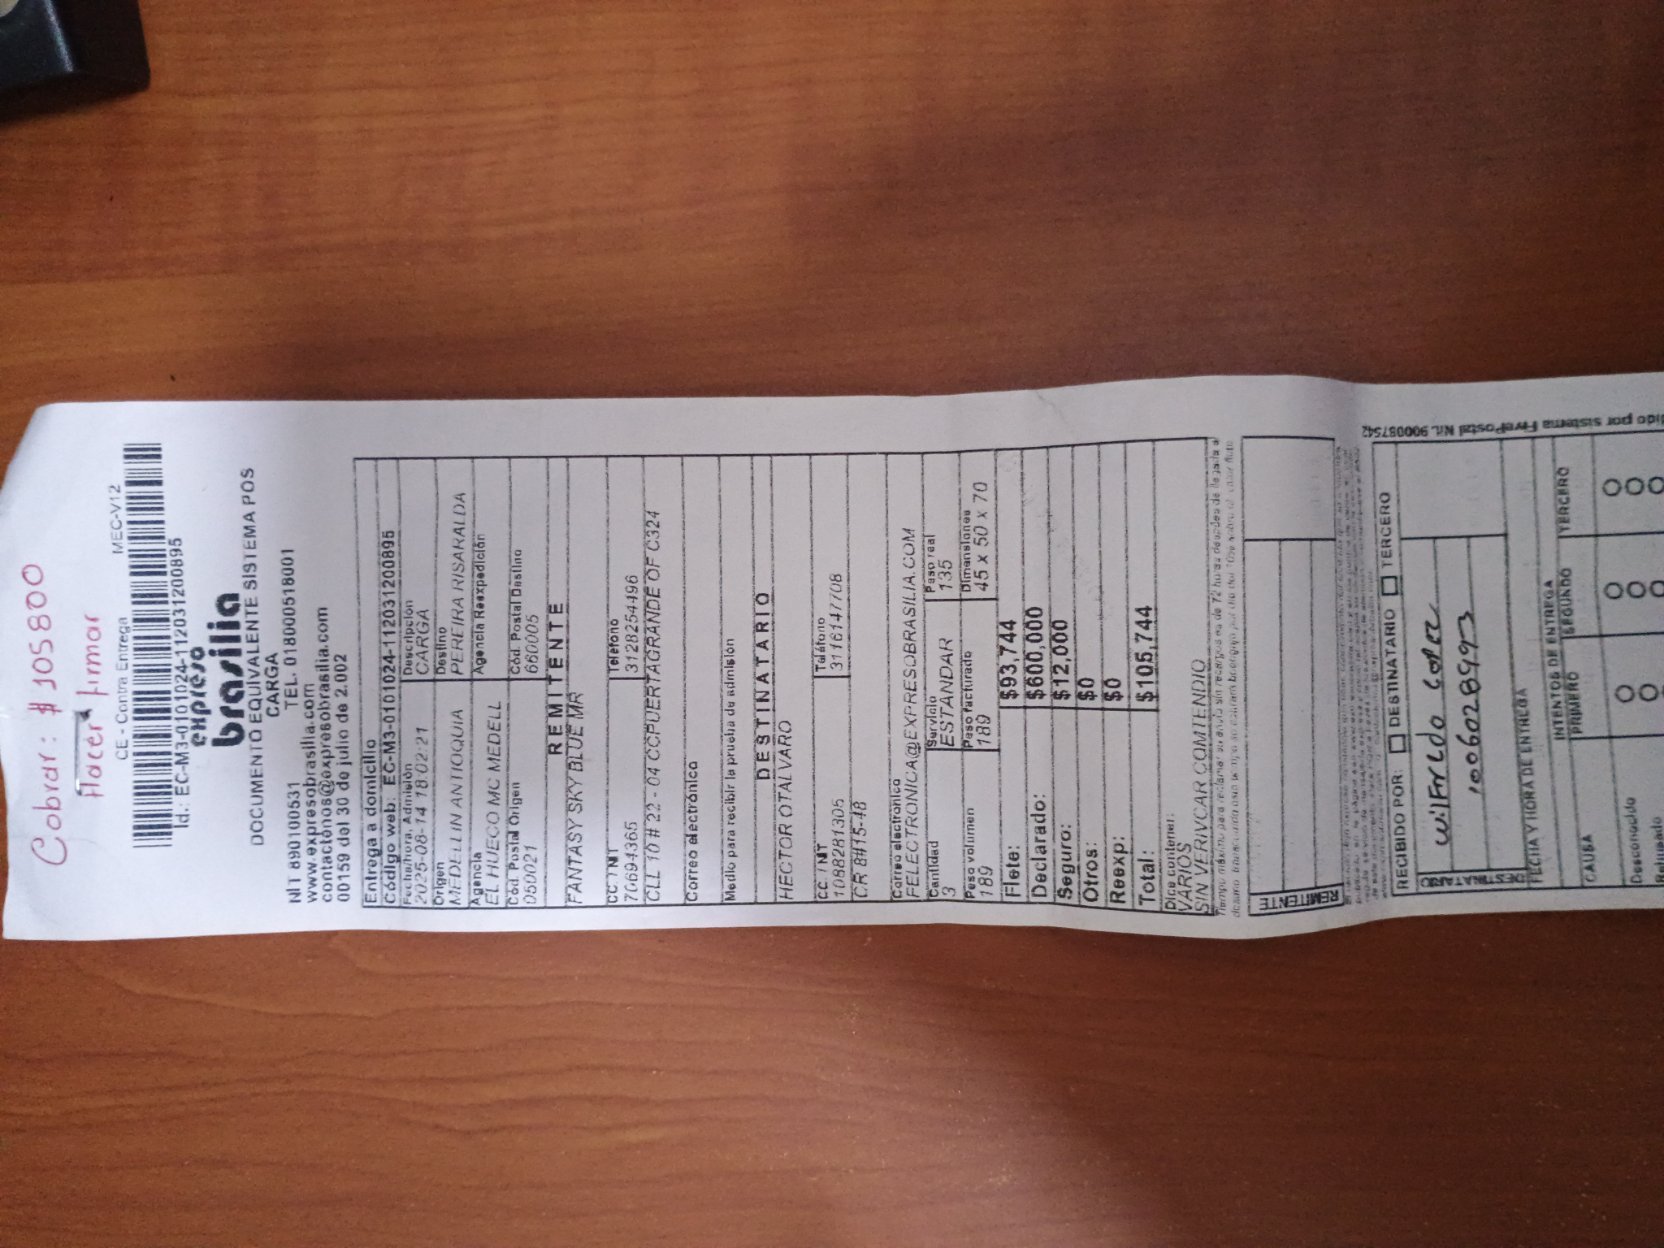 Cobrar: $ 105800
Hacer firmar
CE - Contra Entrega MEC-V12
Id.: EC-M3-0101024-1120312008​95
expreso
brasilia
DOCUMENTO EQUIVALENTE SISTEMA POS
CARGA
NIT 890100531 TEL. 018000518001
www.expresobrasilia.com
contactenos@expresobrasilia.com
00159 del 30 de julio de 2.002
Entrega a domicilio
Código web: EC-M3-0101024-112031200895
Fecha/hora. Admisión Descripción
2025-08-14 18:02:21 CARGA
Origen Destino
MEDELLIN ANTIOQUIA PEREIRA RISARALDA
Agencia Agencia Reexpedición
EL HUECO MC MEDELL
Cód. Postal Origen Cód. Postal Destino
050021 660005
REMITENTE
FANTASY SKY BLUE MR
CC / NIT Teléfono
70694365 3128254496
CLL 10 # 22 - 04 CCPUERTAGRANDE OF C324
Correo electrónico
Medio para recibir la prueba de admisión
DESTINATARIO
HECTOR OTALVARO
CC / NIT Teléfono
1088281305 3116147708
CR 8#15-48
Correo electrónico
FELECTRONICA@EXPRESOBRASILIA.COM
Cantidad Servicio Peso real
3 ESTANDAR 135
Peso volumen Peso facturado Dimensiones
189 189 45 x 50 x 70
Flete: $93,744
Declarado: $600,000
Seguro: $12,000
Otros: $0
Reexp: $0
Total: $105,744
Dice contener:
VARIOS
SIN VERIVCAR COMTENDIO
REMITENTE
RECIBIDO POR: DESTINATARIO TERCERO
DESTINATARIO
Wilfredo
1006028993
FECHA Y HORA DE ENTREGA
INTENTOS DE ENTREGA
CAUSA PRIMERO SEGUNDO TERCERO
Desconocido
Rehusado
sistema FivePostal Nit. 900087542